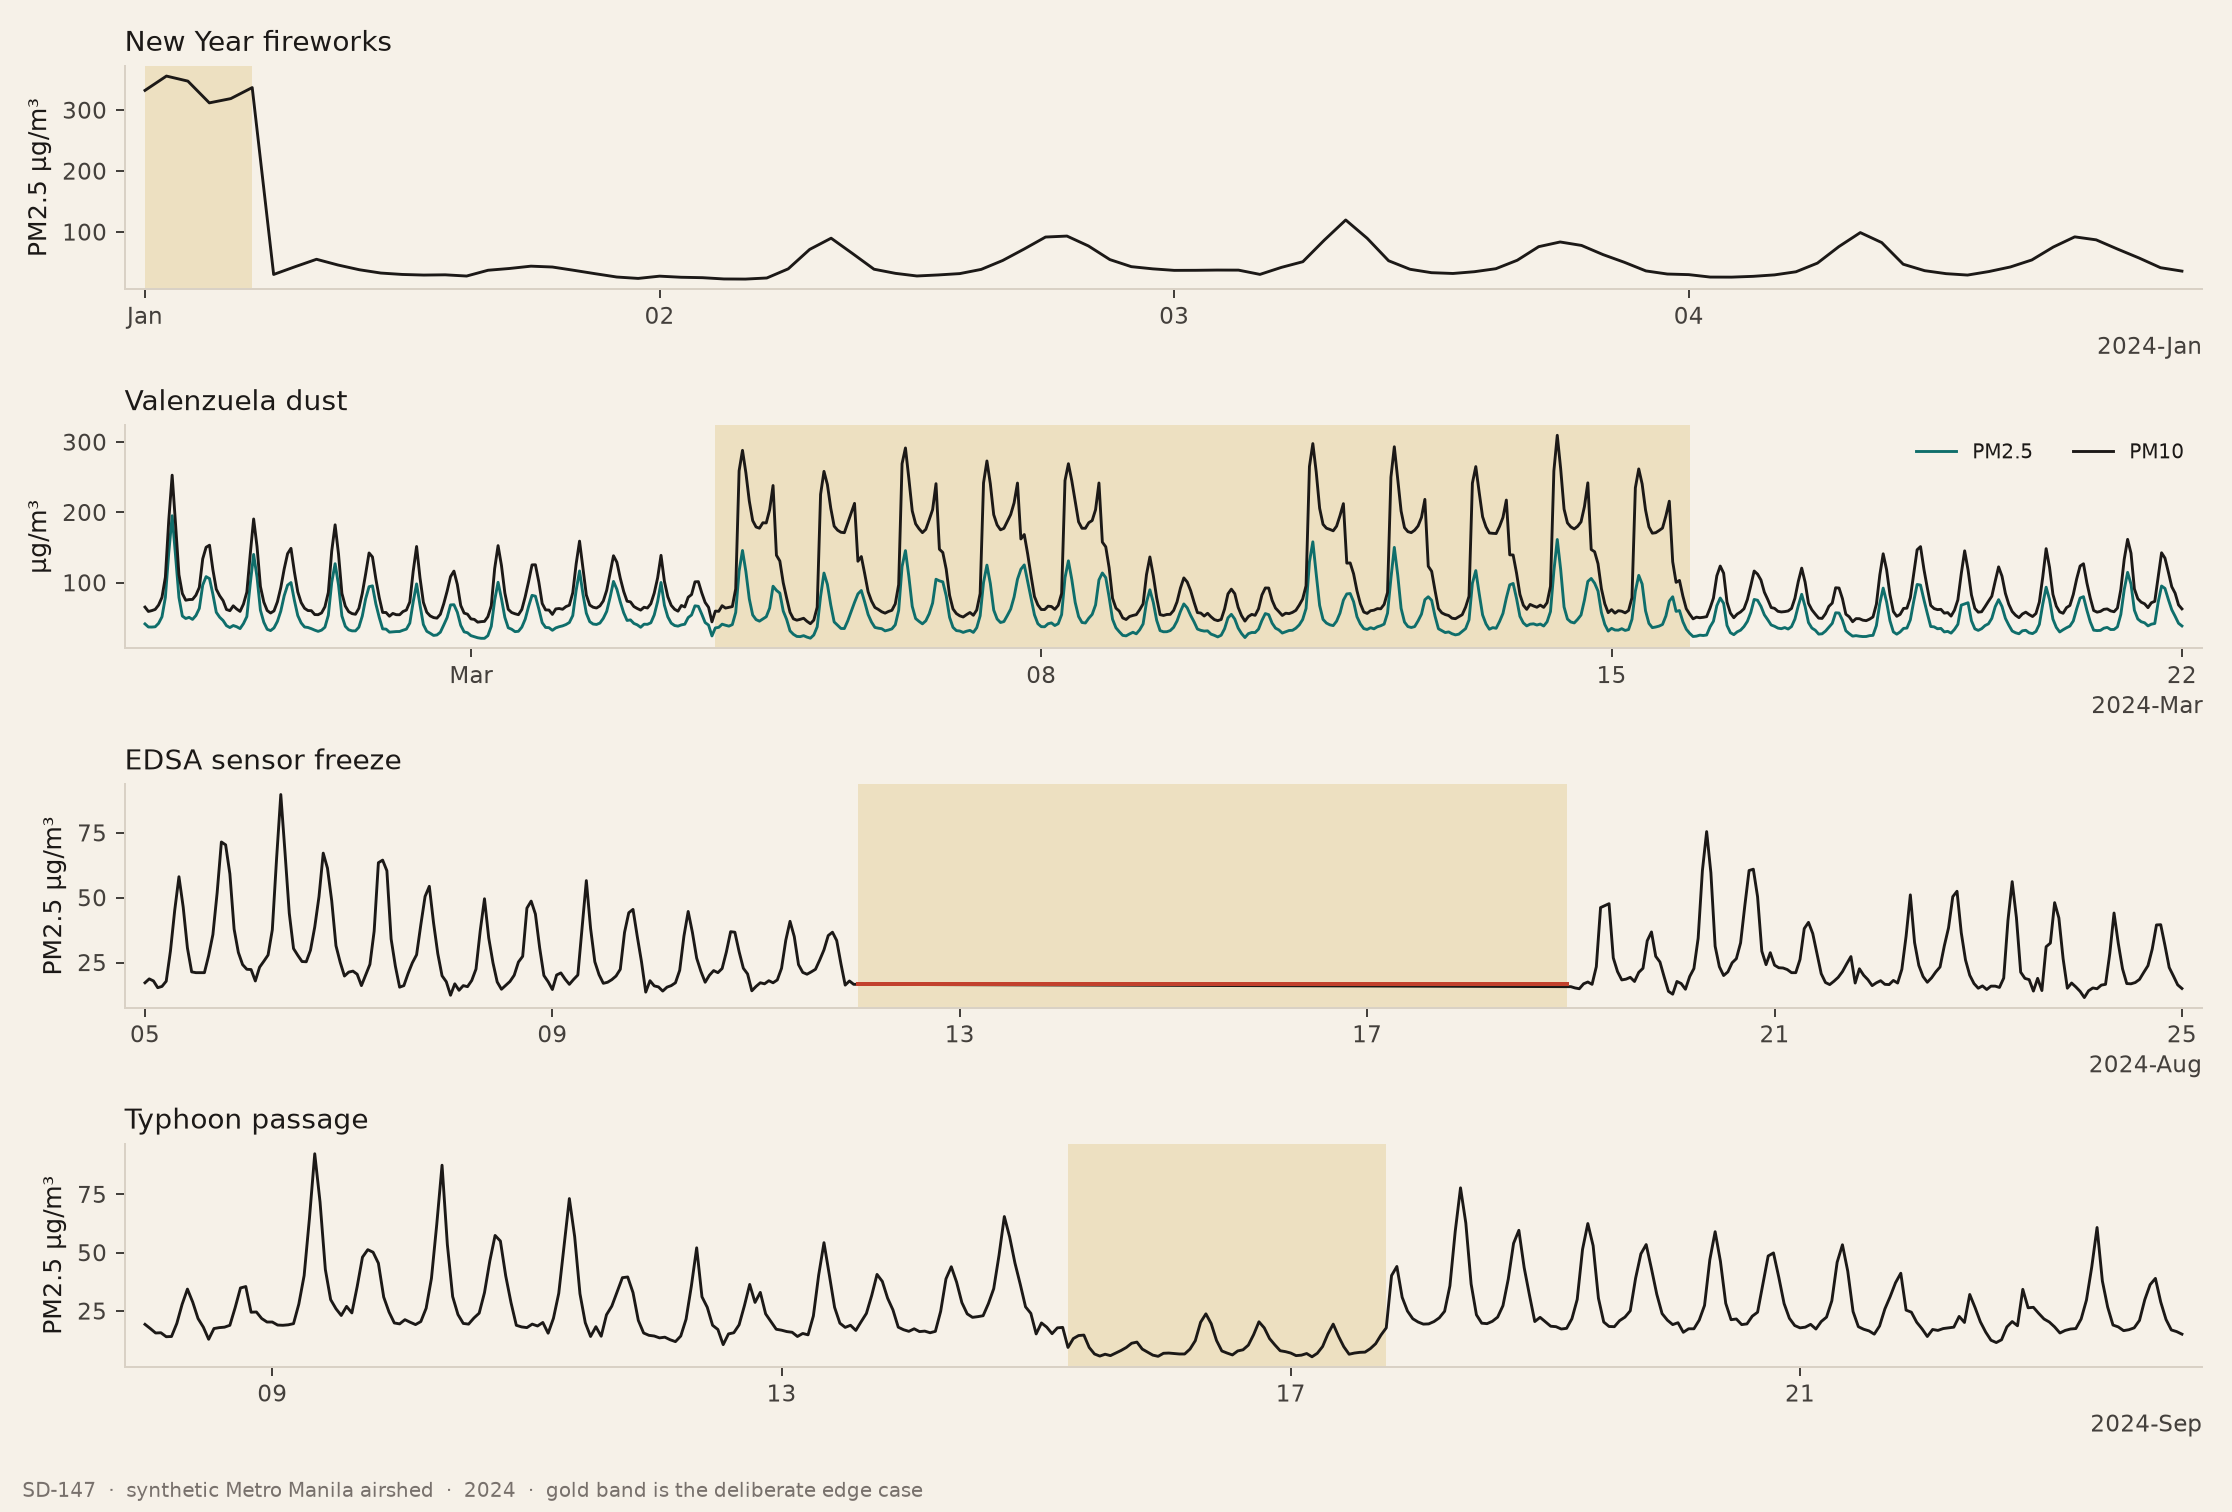 New Year fireworks
PM2.5 µg/m³
300
200
100
Jan 02 03 04
2024-Jan
Valenzuela dust
µg/m³
300
200
100
PM2.5 PM10
Mar 08 15 22
2024-Mar
EDSA sensor freeze
PM2.5 µg/m³
75
50
25
05 09 13 17 21 25
2024-Aug
Typhoon passage
PM2.5 µg/m³
75
50
25
09 13 17 21
2024-Sep
SD-147 · synthetic Metro Manila airshed · 2024 · gold band is the deliberate edge case